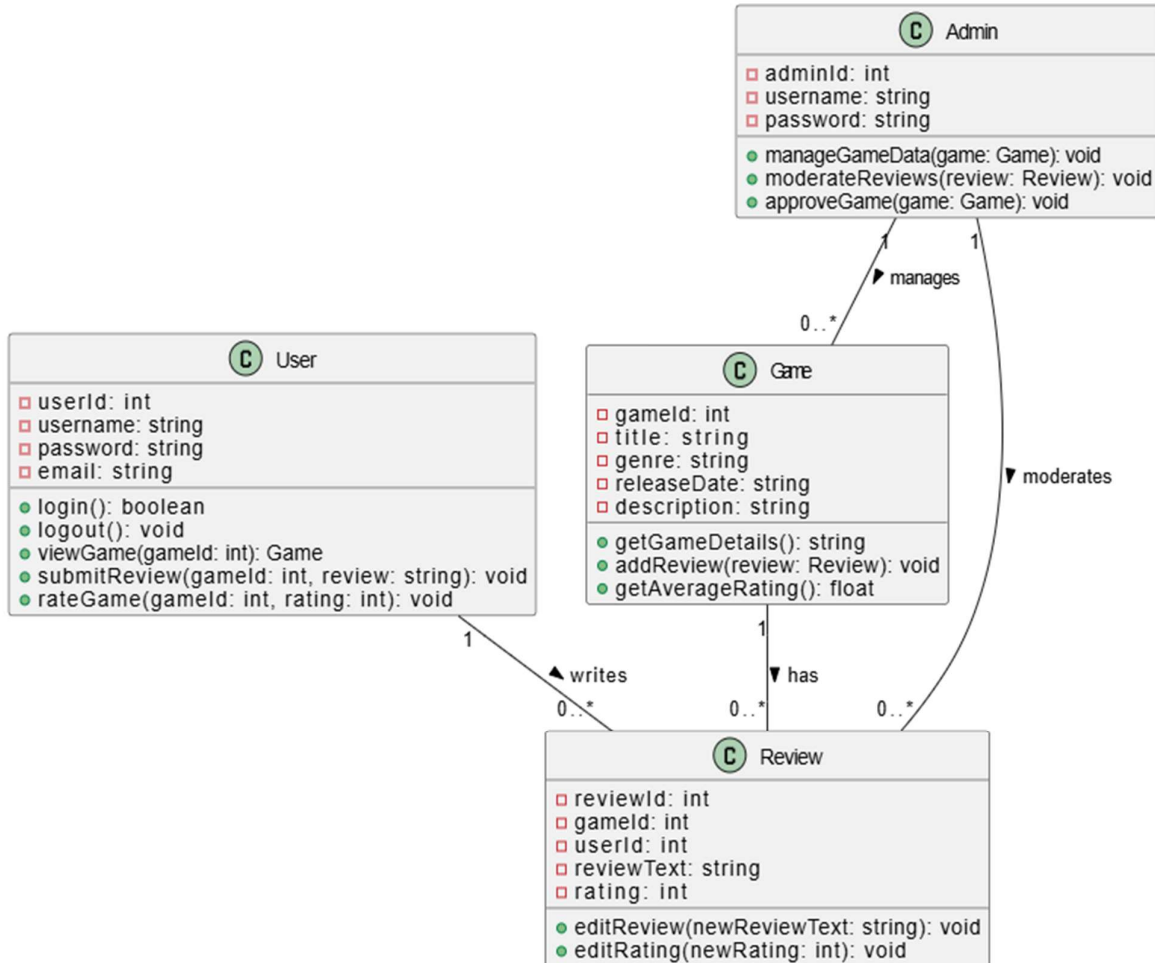 C Admin
adminId: int
username: string
password: string
manageGameData(game: Game): void
moderateReviews(review: Review): void
approveGame(game: Game): void
1 1
manages
0..*
C User
userId: int
username: string
password: string
email: string
login(): boolean
logout(): void
viewGame(gameId: int): Game
submitReview(gameId: int, review: string): void
rateGame(gameId: int, rating: int): void
C Game
gameId: int
title: string
genre: string
releaseDate: string
description: string
getGameDetails(): string
addReview(review: Review): void
getAverageRating(): float
moderates
1 1
writes has
0..* 0..* 0..*
C Review
reviewId: int
gameId: int
userId: int
reviewText: string
rating: int
editReview(newReviewText: string): void
editRating(newRating: int): void